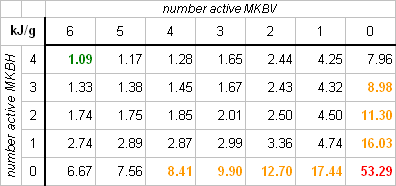 number active MKBV
kJ/g 6 5 4 3 2 1 0
number active MKBH
4 1.09 1.17 1.28 1.65 2.44 4.25 7.96
3 1.33 1.38 1.45 1.67 2.43 4.32 8.98
2 1.74 1.75 1.85 2.01 2.50 4.50 11.30
1 2.74 2.89 2.87 2.99 3.36 4.74 16.03
0 6.67 7.56 8.41 9.90 12.70 17.44 53.29